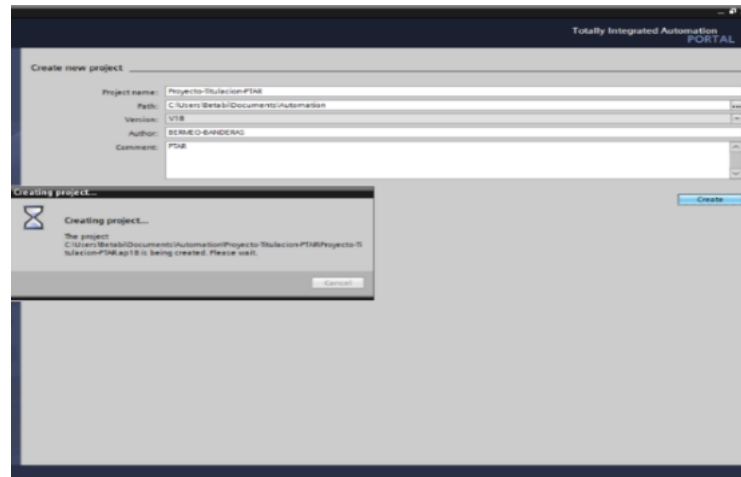 Totally Integrated Automation
PORTAL
Create new project
Project name: Proyecto-Titulacion-PTAR
Path: C:\Users\Betabi\Documents\Automation
Version: V18
Author: BERMEO-BANDERAS
Comment: PTAR
Creating project...
Create
Creating project...
The project
C:\Users\Betabi\Documents\Automation\Proyecto-Titulacion-PTAR\Proyecto-Ti
tulacion-PTAR.ap18 is being created. Please wait.
Cancel